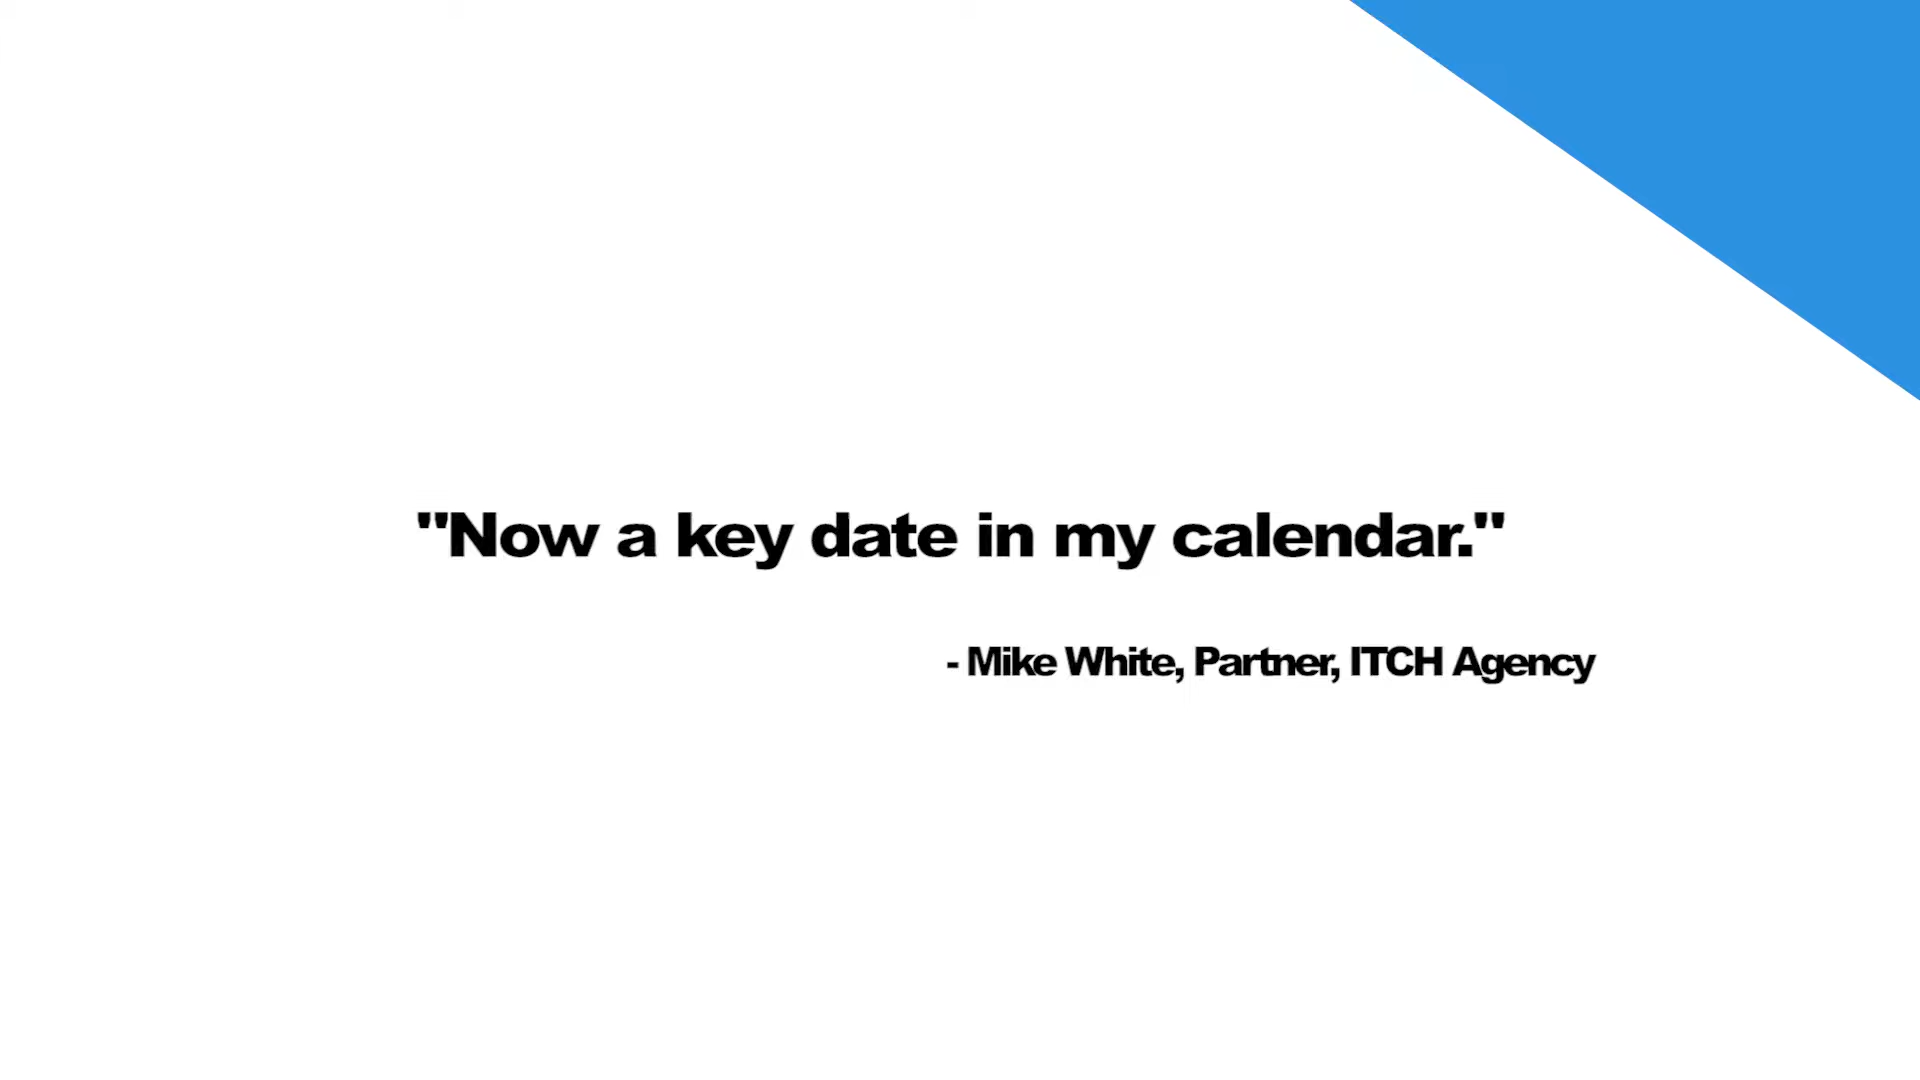 "Now a key date in my calendar."
- Mike White, Partner, ITCH Agency